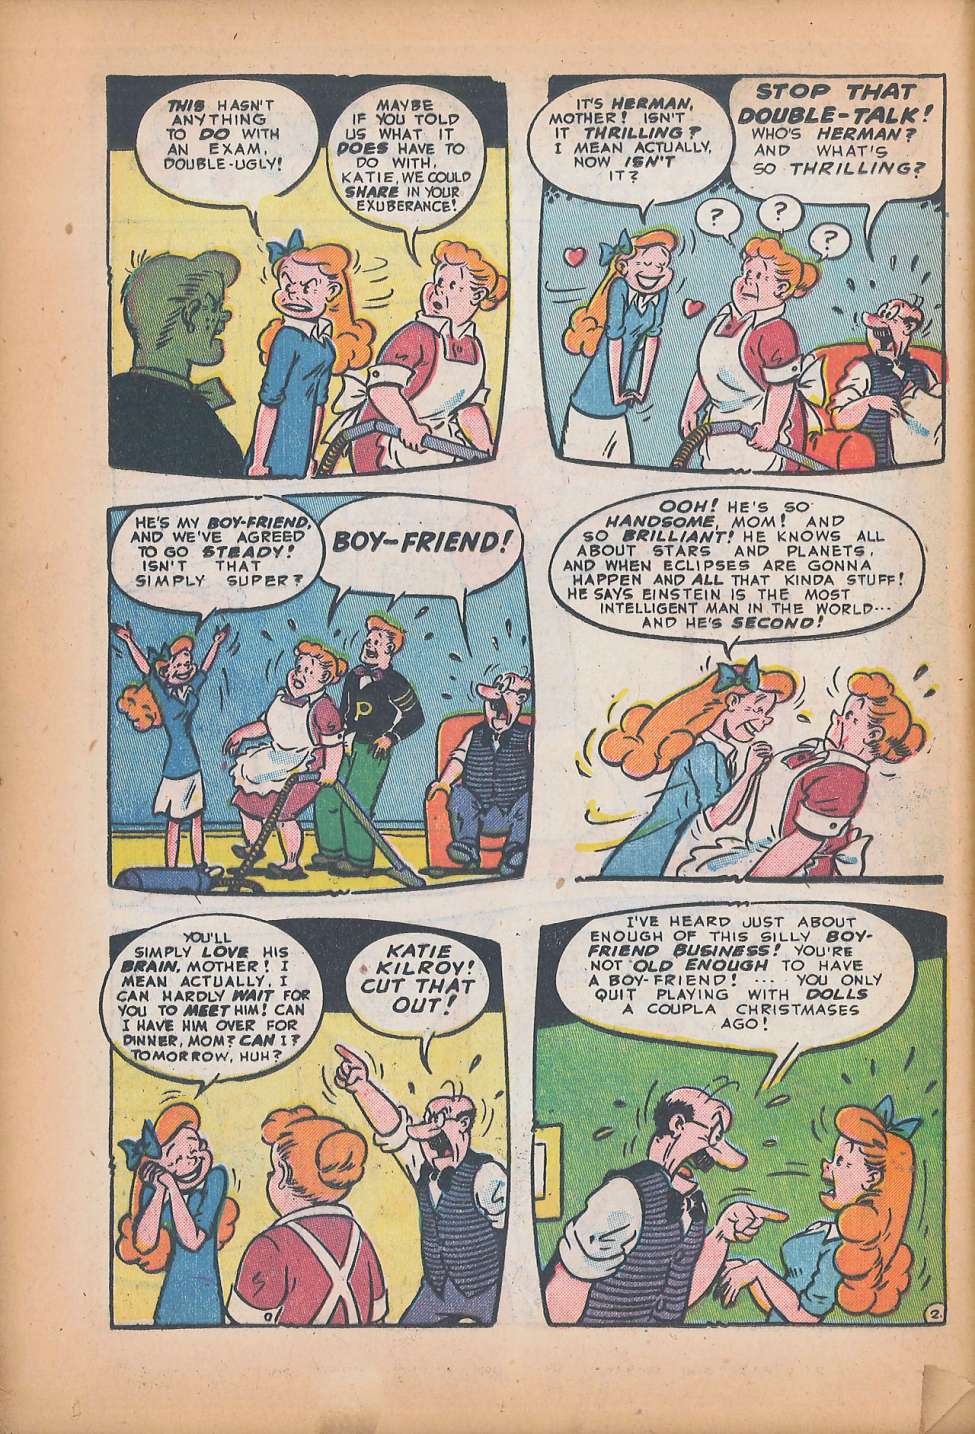 THIS HASN'T
ANYTHING
TO DO WITH
AN EXAM,
DOUBLE-UGLY!
MAYBE
IF YOU TOLD
US WHAT IT
DOES HAVE TO
DO WITH,
KATIE, WE COULD
SHARE IN YOUR
EXUBERANCE!
IT'S HERMAN,
MOTHER! ISN'T
IT THRILLING?
I MEAN ACTUALLY,
NOW ISN'T
IT?
?
?
?
STOP THAT
DOUBLE-TALK!
WHO'S HERMAN?
AND WHAT'S
SO THRILLING?
HE'S MY BOY-FRIEND,
AND WE'VE AGREED
TO GO STEADY!
ISN'T THAT
SIMPLY SUPER?
BOY-FRIEND!
P
OOH! HE'S SO
HANDSOME, MOM! AND
SO BRILLIANT! HE KNOWS ALL
ABOUT STARS AND PLANETS,
AND WHEN ECLIPSES ARE GONNA
HAPPEN AND ALL THAT KINDA STUFF!
HE SAYS EINSTEIN IS THE MOST
INTELLIGENT MAN IN THE WORLD...
AND HE'S SECOND!
YOU'LL
SIMPLY LOVE HIS
BRAIN, MOTHER! I
MEAN ACTUALLY, I
CAN HARDLY WAIT FOR
YOU TO MEET HIM! CAN
I HAVE HIM OVER FOR
DINNER, MOM? CAN I?
TOMORROW, HUH?
KATIE
KILROY!
CUT THAT
OUT!
I'VE HEARD JUST ABOUT
ENOUGH OF THIS SILLY BOY-
FRIEND BUSINESS! YOU'RE
NOT OLD ENOUGH TO HAVE
A BOY-FRIEND! ... YOU ONLY
QUIT PLAYING WITH DOLLS
A COUPLA CHRISTMASES
AGO!
2